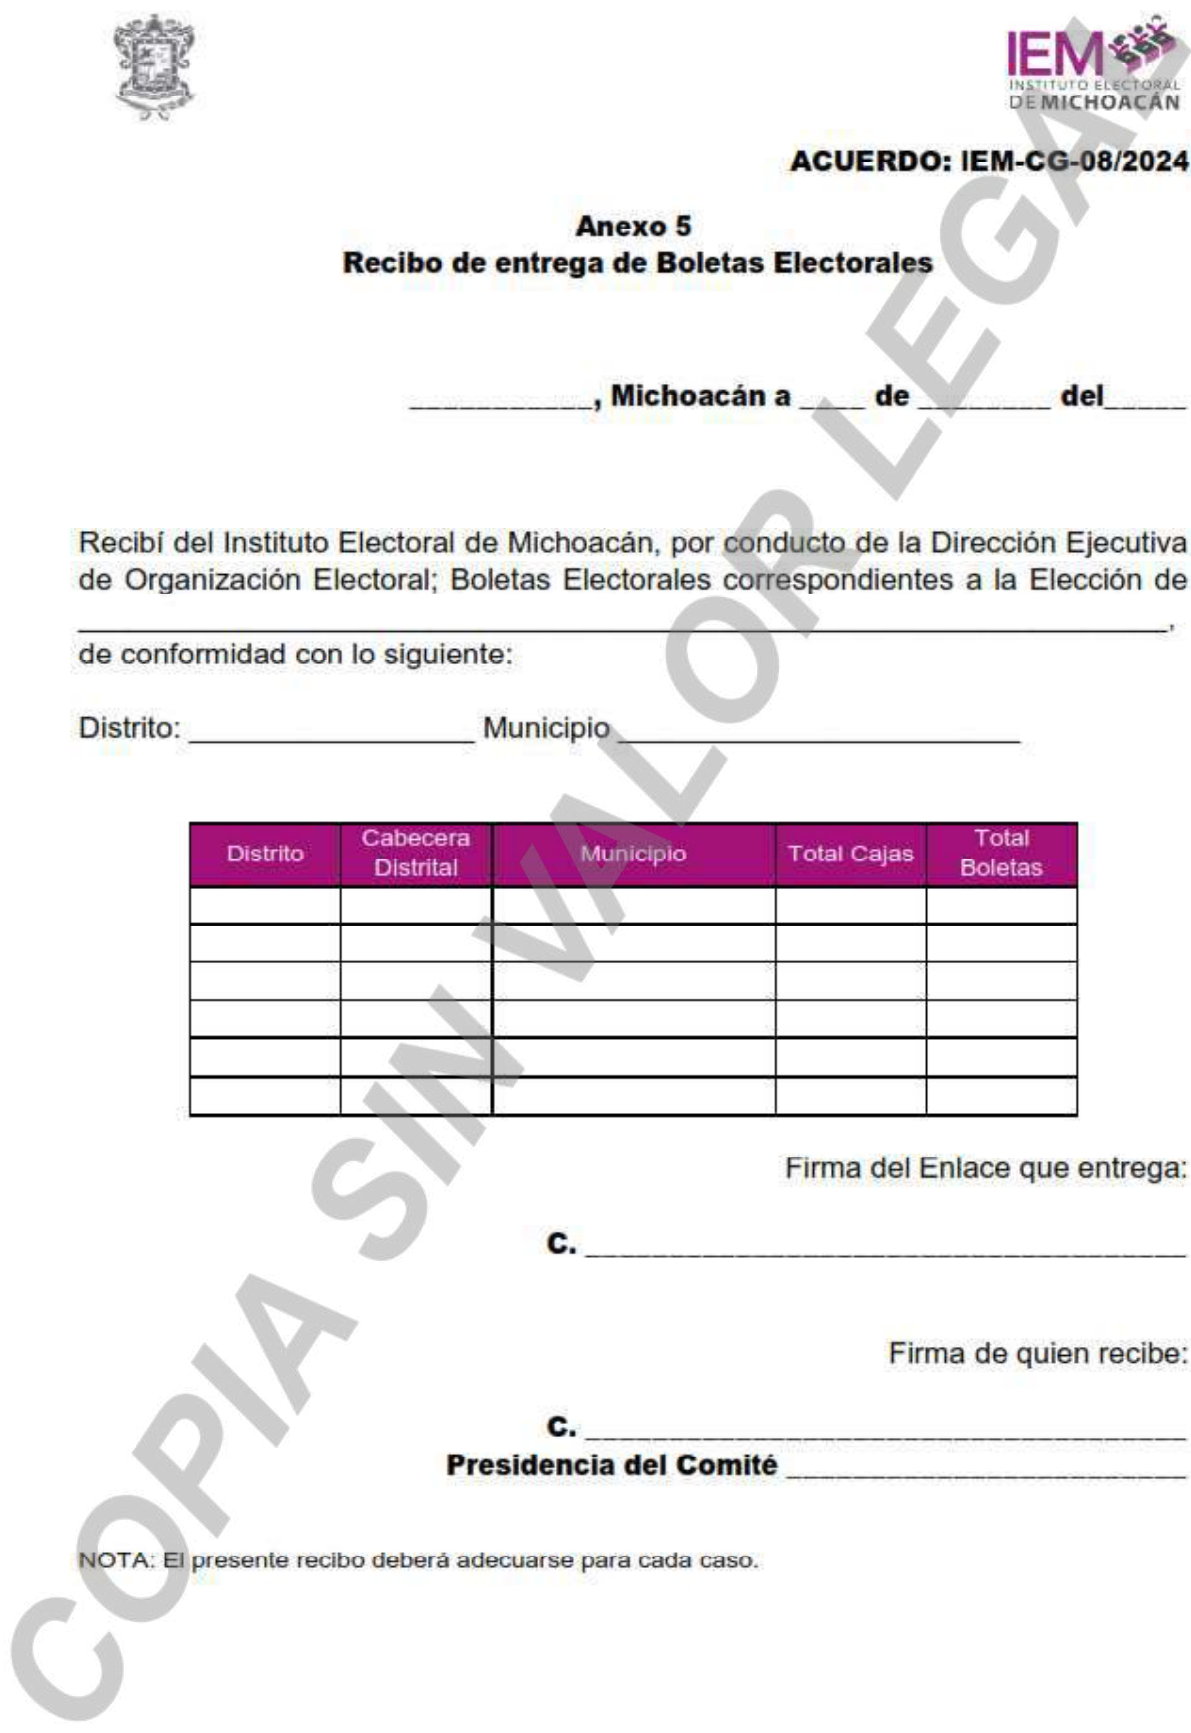 IEM
INSTITUTO ELECTORAL
DE MICHOACÁN
ACUERDO: IEM-CG-08/2024
Anexo 5
Recibo de entrega de Boletas Electorales
___________, Michoacán a ____ de ________ del_____
Recibí del Instituto Electoral de Michoacán, por conducto de la Dirección Ejecutiva
de Organización Electoral; Boletas Electorales correspondientes a la Elección de
______________________________________________________________________,
de conformidad con lo siguiente:
Distrito: __________________ Municipio _________________________
Distrito Cabecera Distrital Municipio Total Cajas Total Boletas
Firma del Enlace que entrega:
C. ____________________________________
Firma de quien recibe:
C. ____________________________________
Presidencia del Comité ________________________
NOTA: El presente recibo deberá adecuarse para cada caso.
COPIA SIN VALOR LEGAL